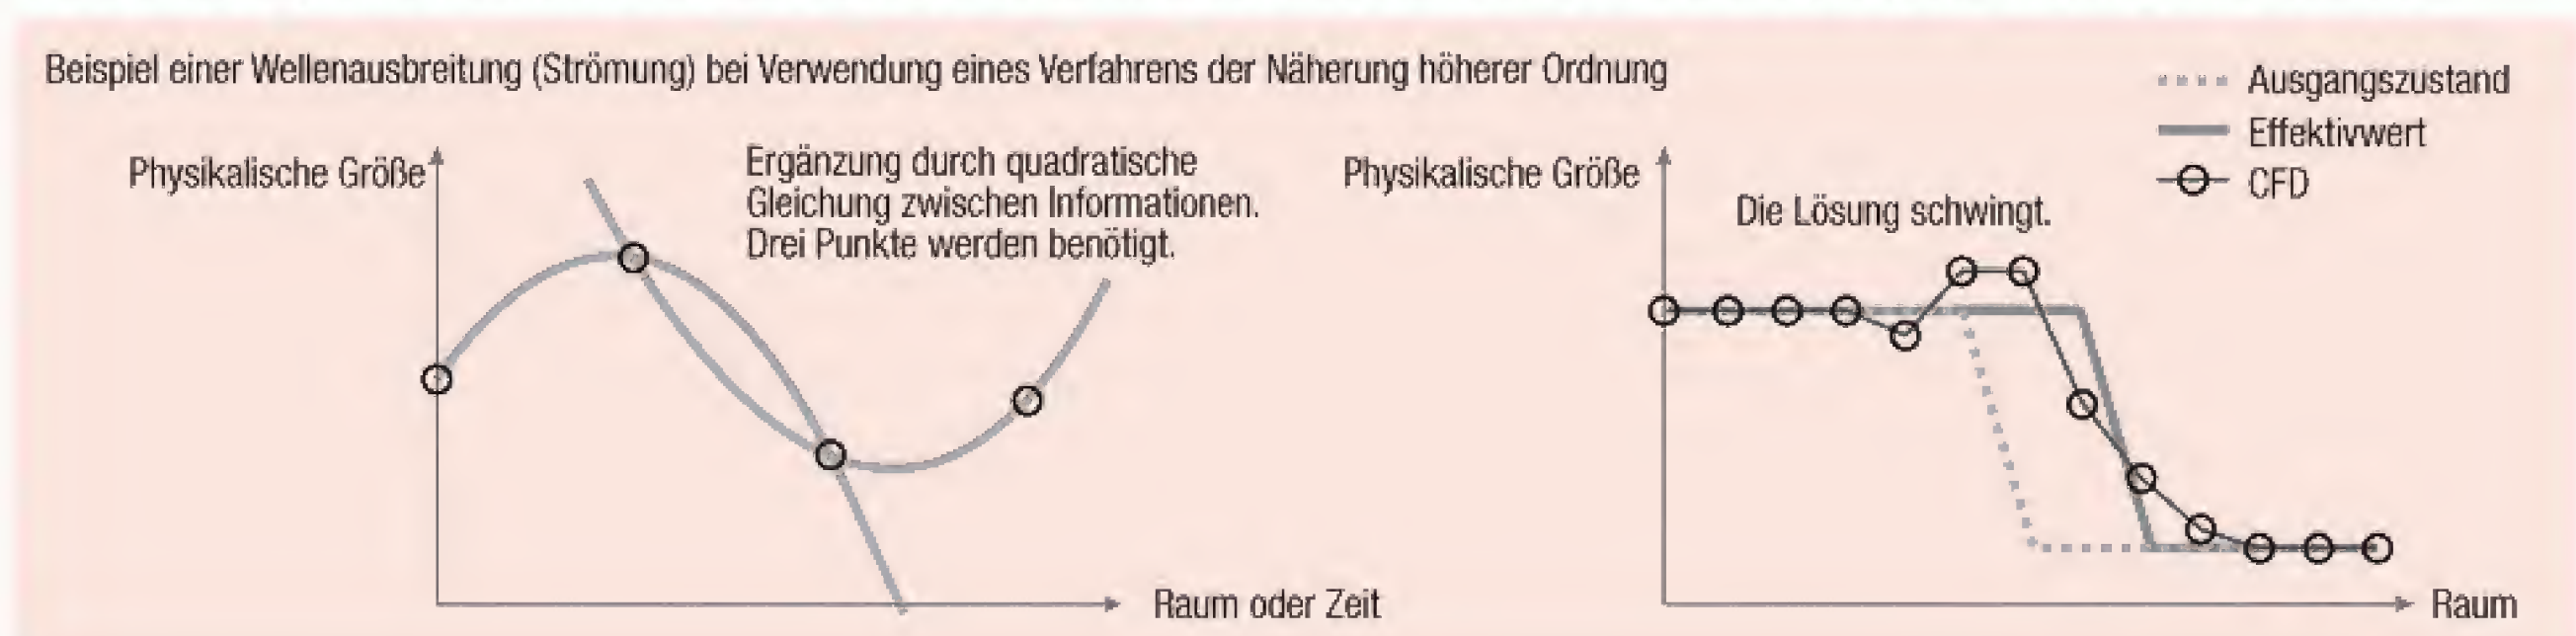 Beispiel einer Wellenausbreitung (Strömung) bei Verwendung eines Verfahrens der Näherung höherer Ordnung
Physikalische Größe
Ergänzung durch quadratische
Gleichung zwischen Informationen.
Drei Punkte werden benötigt.
Raum oder Zeit
Ausgangszustand
Effektivwert
CFD
Physikalische Größe
Die Lösung schwingt.
Raum